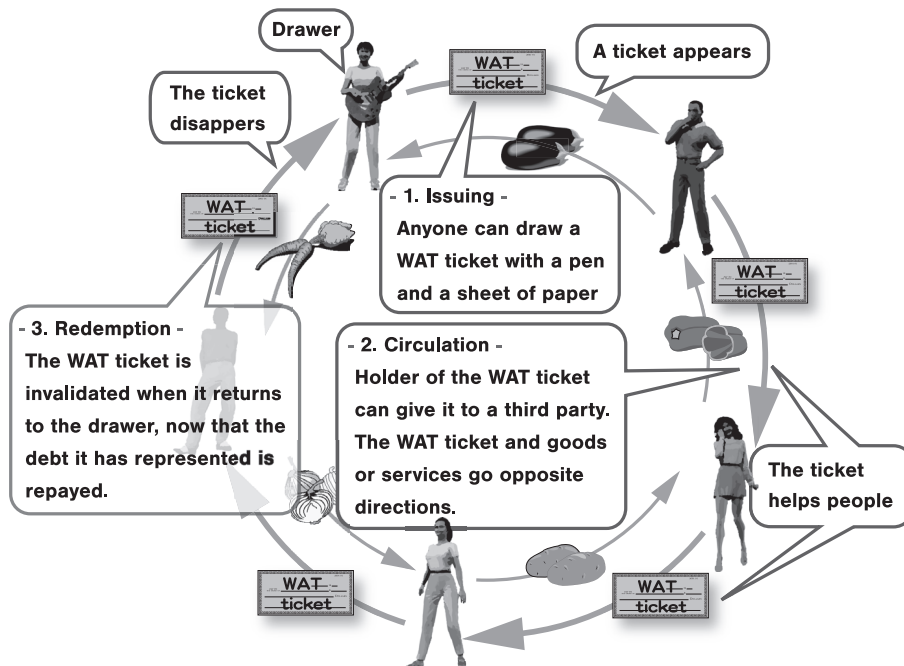 Drawer
WAT
ticket
A ticket appears
The ticket
disappers
WAT
ticket
- 1. Issuing -
Anyone can draw a
WAT ticket with a pen
and a sheet of paper
WAT
ticket
- 3. Redemption -
The WAT ticket is
invalidated when it returns
to the drawer, now that the
debt it has represented is
repayed.
- 2. Circulation -
Holder of the WAT ticket
can give it to a third party.
The WAT ticket and goods
or services go opposite
directions.
The ticket
helps people
WAT
ticket
WAT
ticket